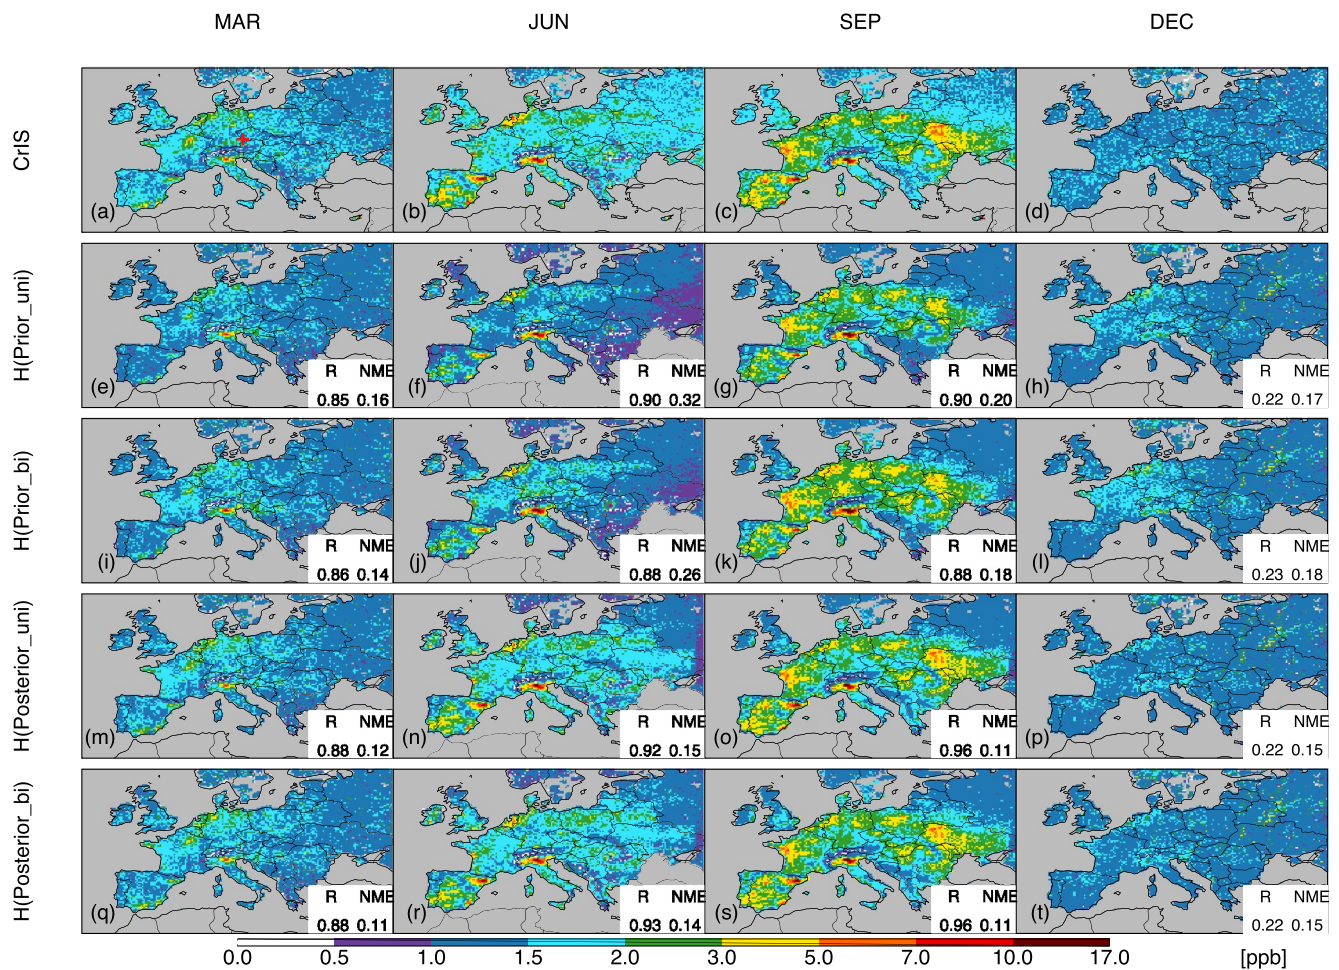 MAR JUN SEP DEC
CrIS
(a) (b) (c) (d)
H(Prior_uni)
(e) R NME 0.85 0.16
(f) R NME 0.90 0.32
(g) R NME 0.90 0.20
(h) R NME 0.22 0.17
H(Prior_bi)
(i) R NME 0.86 0.14
(j) R NME 0.88 0.26
(k) R NME 0.88 0.18
(l) R NME 0.23 0.18
H(Posterior_uni)
(m) R NME 0.88 0.12
(n) R NME 0.92 0.15
(o) R NME 0.96 0.11
(p) R NME 0.22 0.15
H(Posterior_bi)
(q) R NME 0.88 0.11
(r) R NME 0.93 0.14
(s) R NME 0.96 0.11
(t) R NME 0.22 0.15
0.0 0.5 1.0 1.5 2.0 3.0 5.0 7.0 10.0 17.0 [ppb]